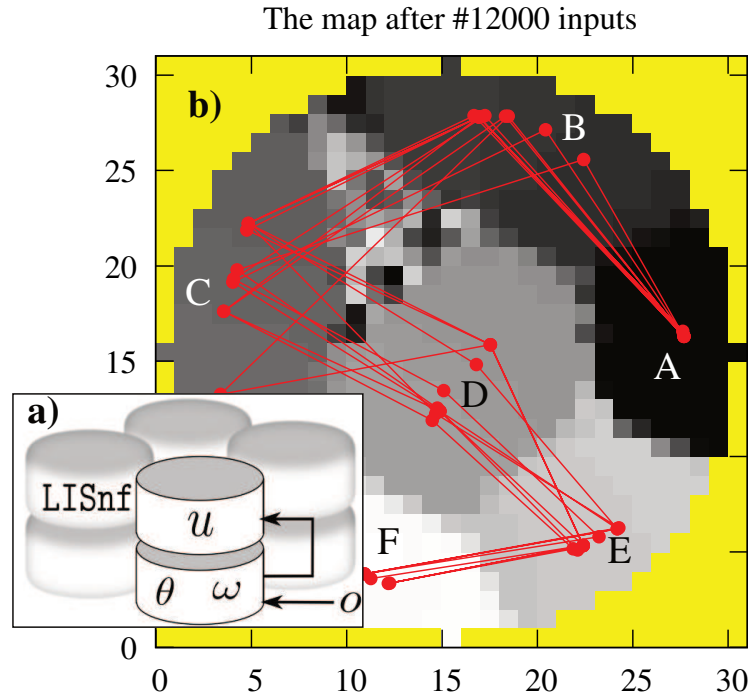 The map after #12000 inputs
30
25
20
15
0
b)
B
C
A
D
E
F
a)
LISnf
u
θ ω
o
0 5 10 15 20 25 30